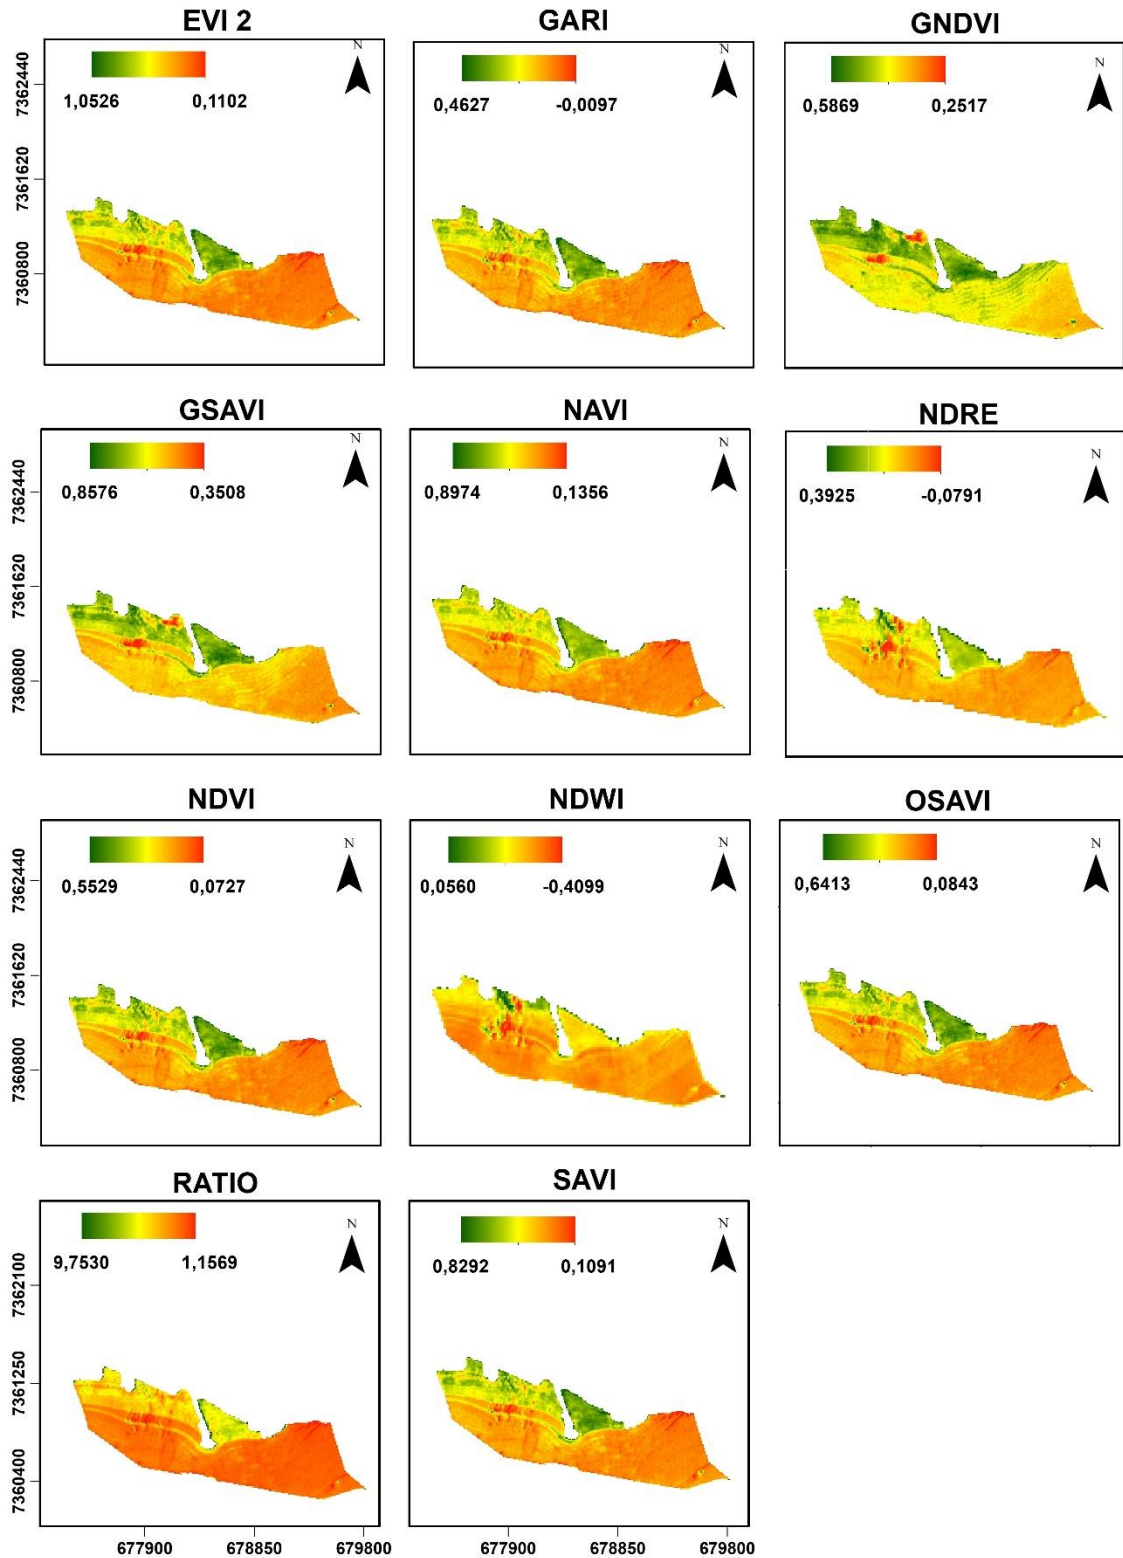 EVI 2
GARI
GNDVI
N
N
N
1,0526 0,1102
0,4627 -0,0097
0,5869 0,2517
7362440
7361620
7360800
GSAVI
NAVI
NDRE
N
N
N
0,8576 0,3508
0,8974 0,1356
0,3925 -0,0791
7362440
7361620
7360800
NDVI
NDWI
OSAVI
N
N
N
0,5529 0,0727
0,0560 -0,4099
0,6413 0,0843
7362440
7361620
7360800
RATIO
SAVI
N
N
9,7530 1,1569
0,8292 0,1091
7362100
7361250
7360400
677900 678850 679800
677900 678850 679800